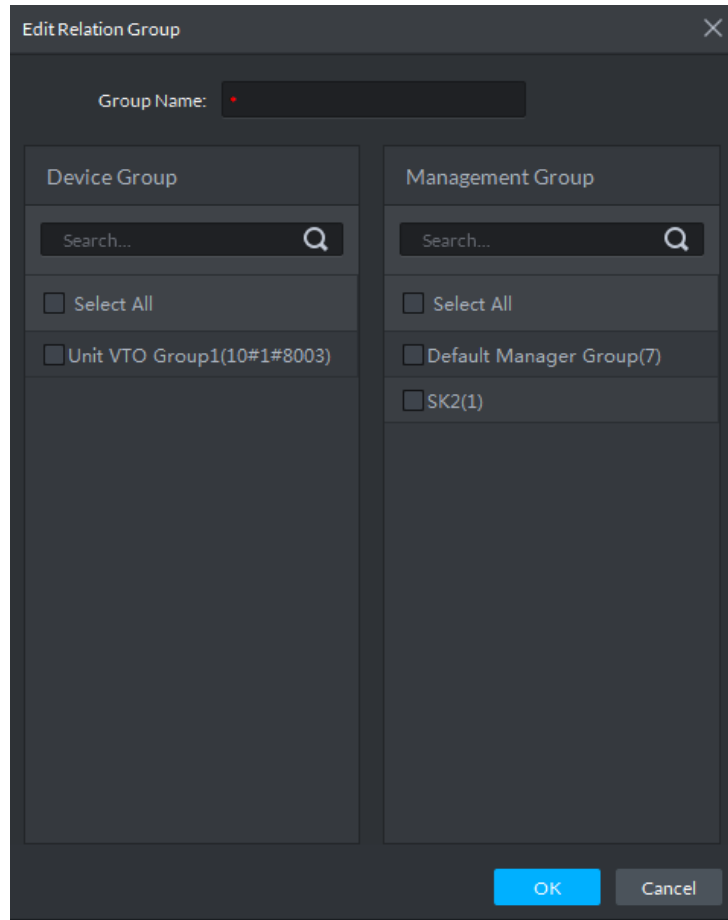 Edit Relation Group
Group Name:
Device Group
Search...
Select All
Unit VTO Group1(10#1#8003)
Management Group
Search...
Select All
Default Manager Group(7)
SK2(1)
OK
Cancel